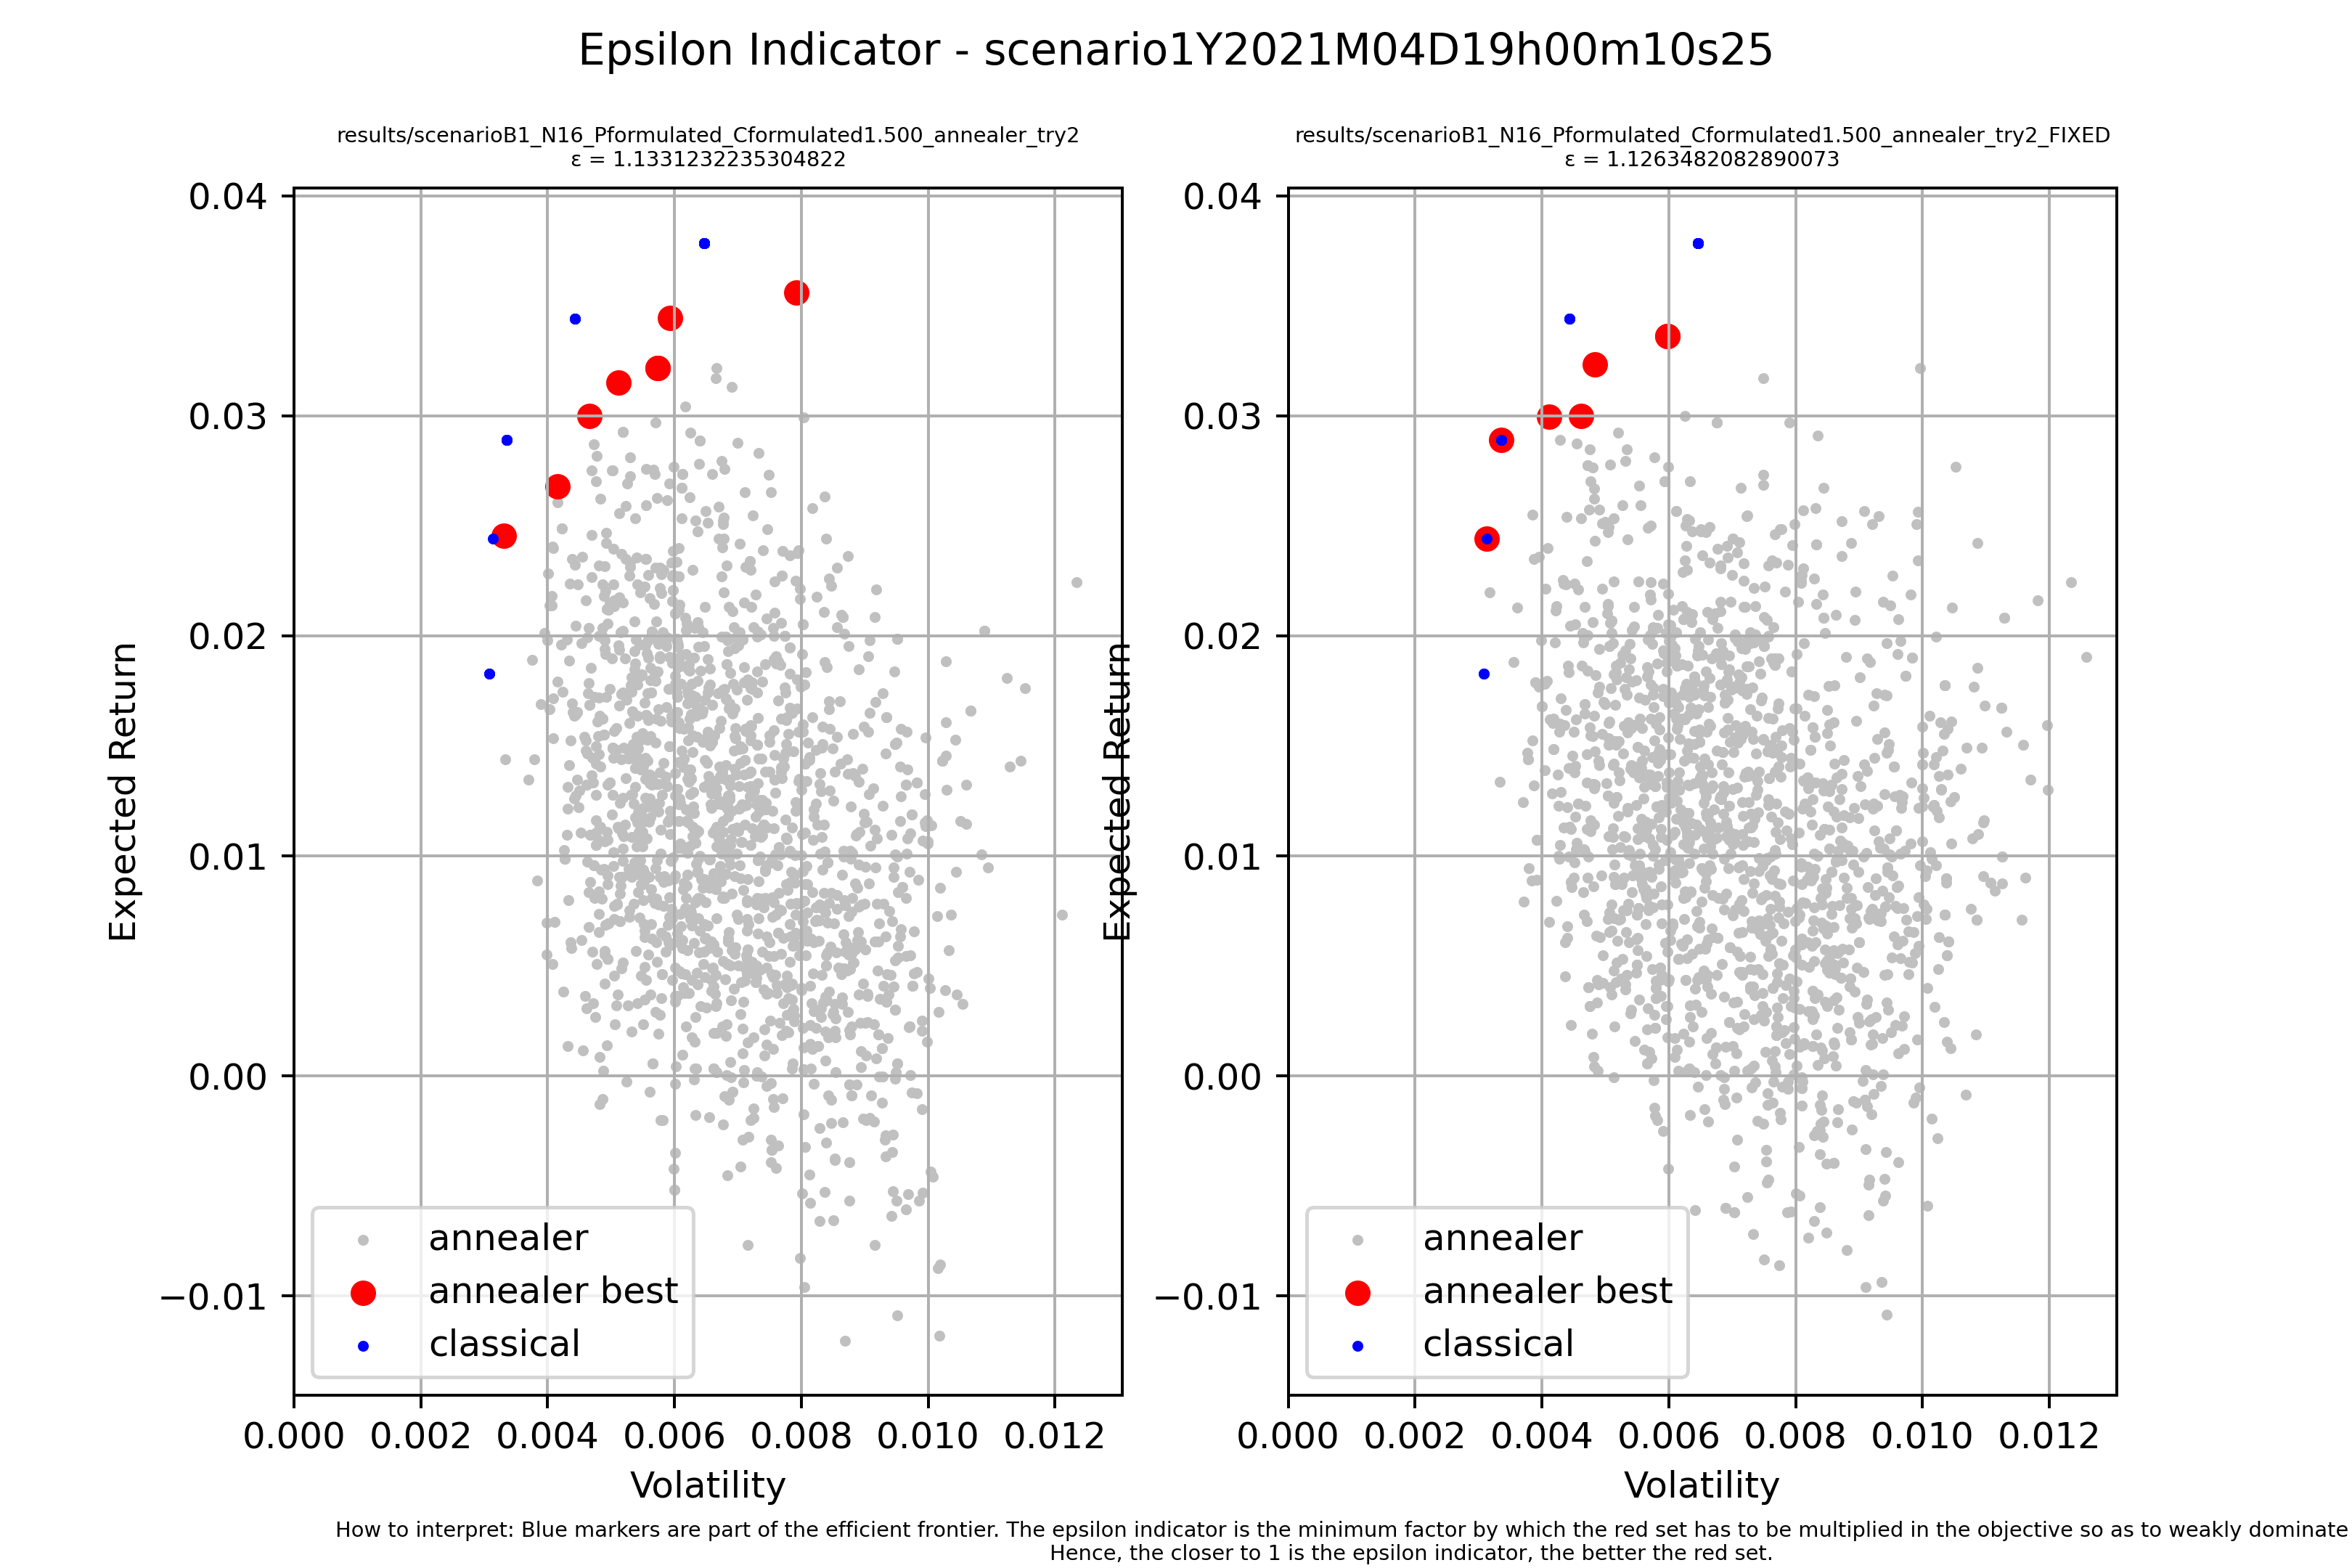 Epsilon Indicator - scenario1Y2021M04D19h00m10s25
results/scenarioB1_N16_Pformulated_Cformulated1.500_annealer_try2
ε = 1.1331232235304822
0.04
0.03
0.02
0.01
0.00
−0.01
Expected Return
annealer
annealer best
classical
0.000 0.002 0.004 0.006 0.008 0.010 0.012
Volatility
results/scenarioB1_N16_Pformulated_Cformulated1.500_annealer_try2_FIXED
ε = 1.1263482082890073
0.04
0.03
0.02
0.01
0.00
−0.01
Expected Return
annealer
annealer best
classical
0.000 0.002 0.004 0.006 0.008 0.010 0.012
Volatility
How to interpret: Blue markers are part of the efficient frontier. The epsilon indicator is the minimum factor by which the red set has to be multiplied in the objective so as to weakly dominate
Hence, the closer to 1 is the epsilon indicator, the better the red set.